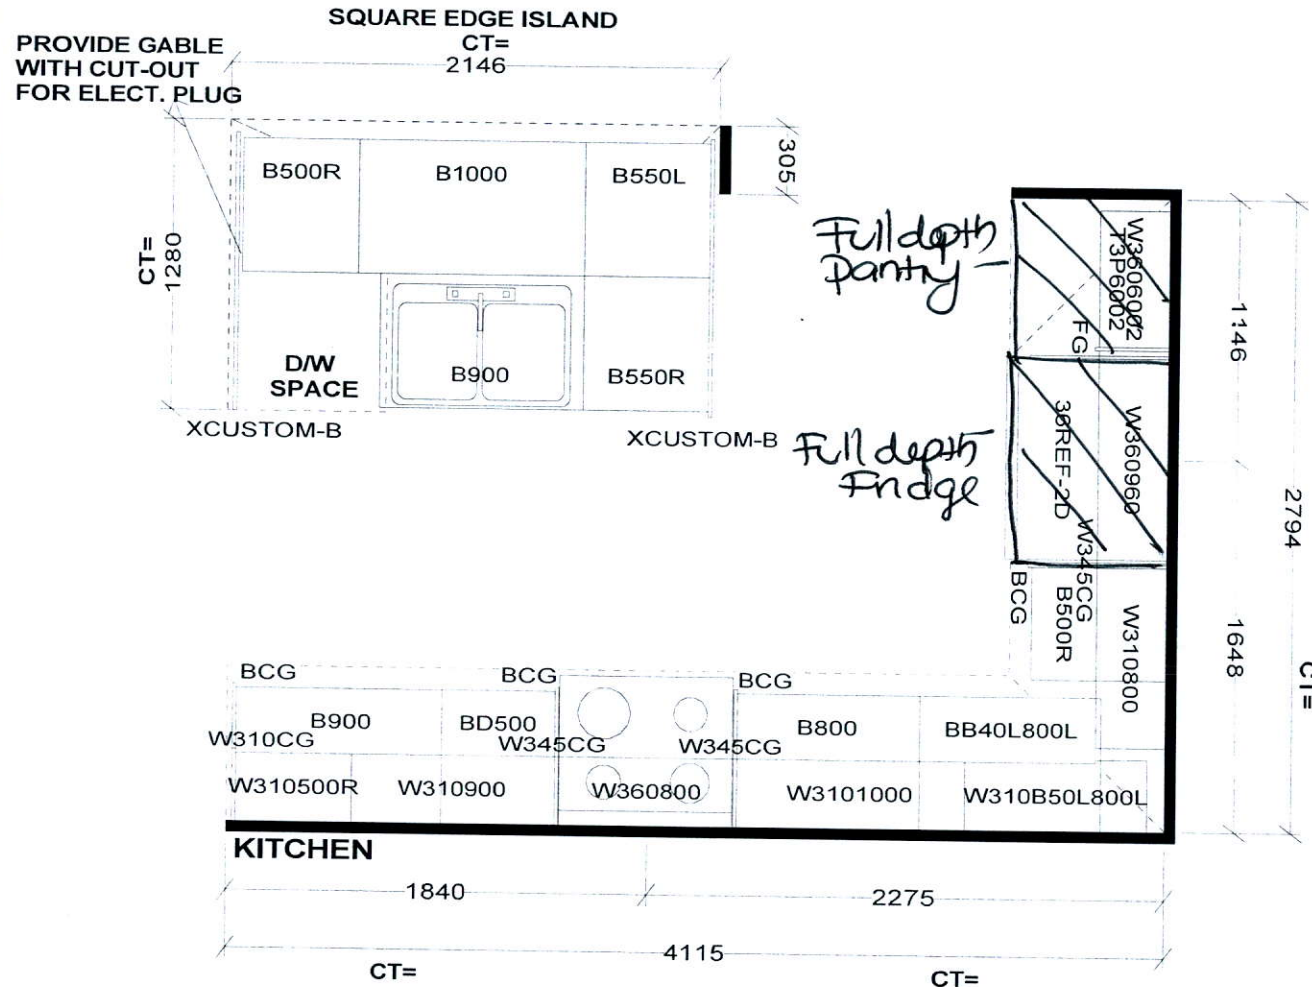 SQUARE EDGE ISLAND
CT=
2146
PROVIDE GABLE
WITH CUT-OUT
FOR ELECT. PLUG
305
B500R
B1000
B550L
CT=
1280
D/W
SPACE
B900
B550R
XCUSTOM-B
XCUSTOM-B
Full depth
pantry
W3606002
T3P6002
FG
1146
Full depth
Fridge
36REF-2D
W360960
2794
W345CG
BCG
B500R
W310800
1648
CT=
BCG
BCG
BCG
B900
BD500
B800
BB40L800L
W310CG
W345CG
W345CG
W310500R
W310900
W360800
W3101000
W310B50L800L
KITCHEN
1840
2275
4115
CT=
CT=